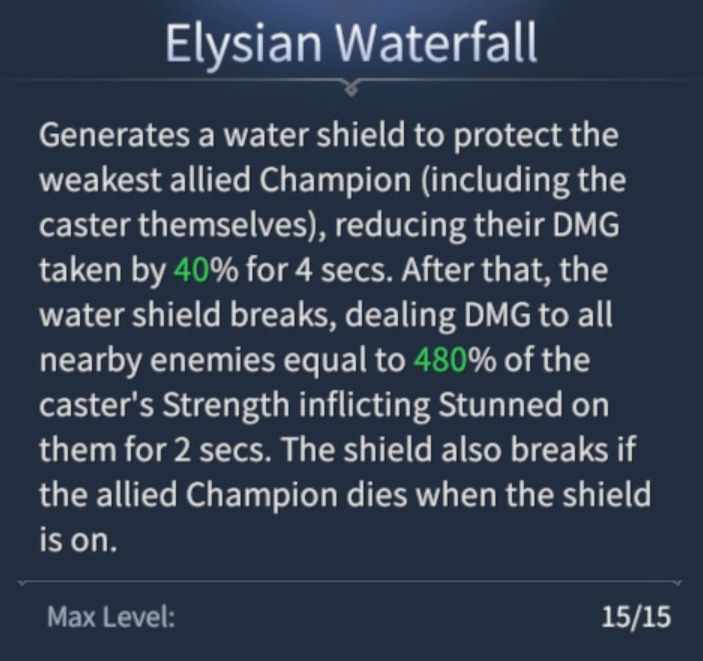 Elysian Waterfall
Generates a water shield to protect the
weakest allied Champion (including the
caster themselves), reducing their DMG
taken by 40% for 4 secs. After that, the
water shield breaks, dealing DMG to all
nearby enemies equal to 480% of the
caster's Strength inflicting Stunned on
them for 2 secs. The shield also breaks if
the allied Champion dies when the shield
is on.
Max Level: 15/15